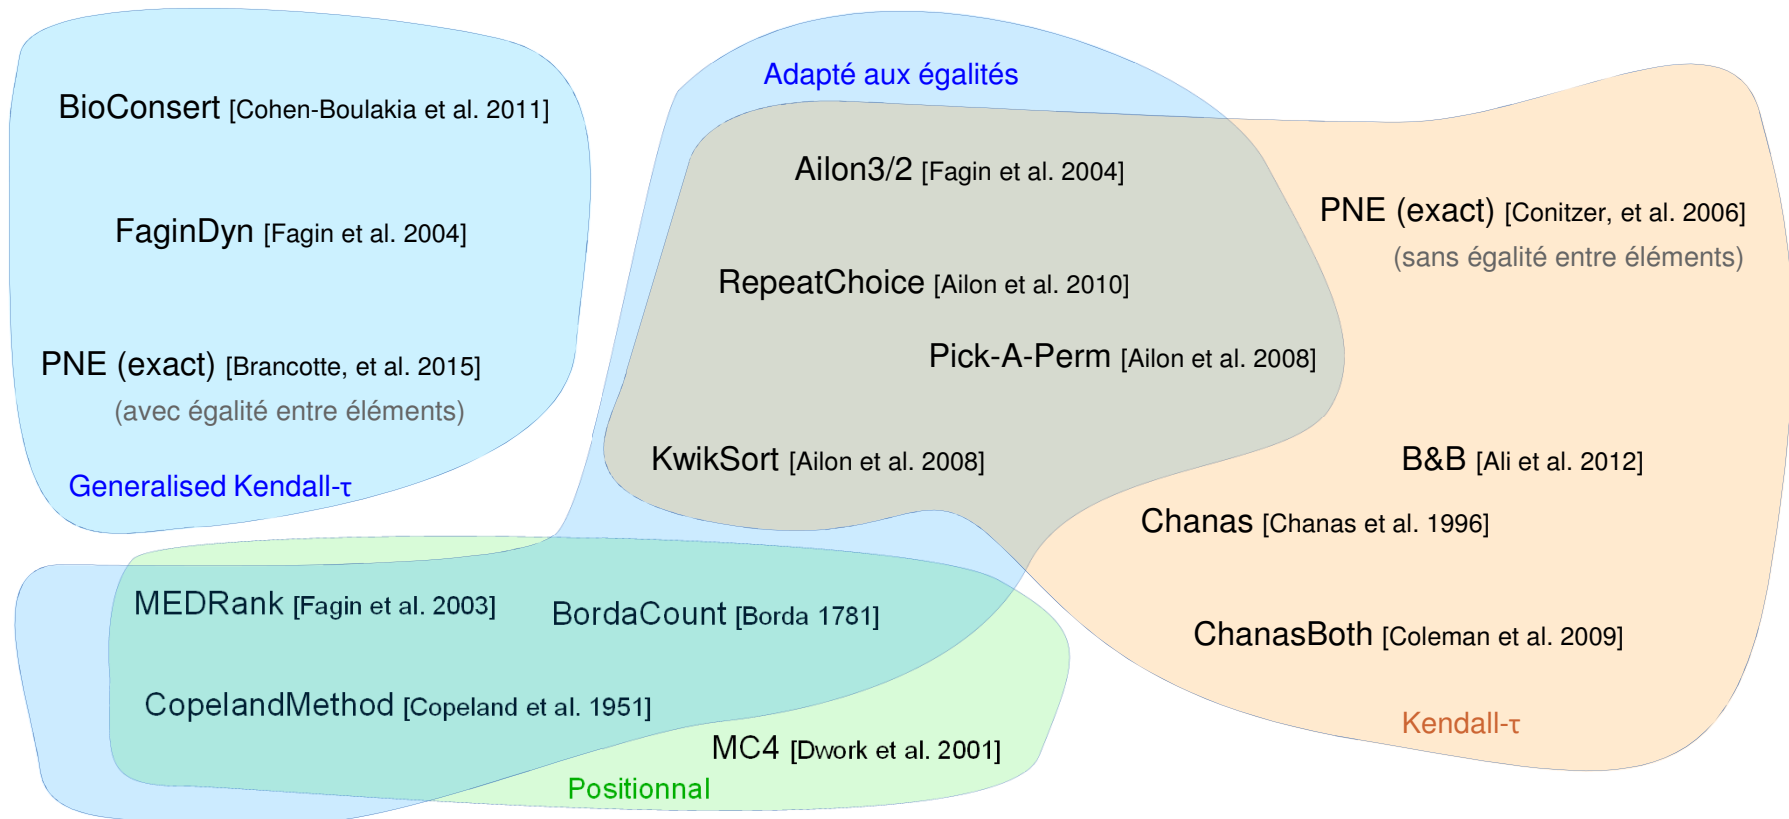 BioConsert [Cohen-Boulakia et al. 2011]
FaginDyn [Fagin et al. 2004]
PNE (exact) [Brancotte, et al. 2015]
(avec égalité entre éléments)
Generalised Kendall-τ
Adapté aux égalités
Ailon3/2 [Fagin et al. 2004]
RepeatChoice [Ailon et al. 2010]
Pick-A-Perm [Ailon et al. 2008]
KwikSort [Ailon et al. 2008]
PNE (exact) [Conitzer, et al. 2006]
(sans égalité entre éléments)
B&B [Ali et al. 2012]
Chanas [Chanas et al. 1996]
ChanasBoth [Coleman et al. 2009]
Kendall-τ
MEDRank [Fagin et al. 2003]
BordaCount [Borda 1781]
CopelandMethod [Copeland et al. 1951]
MC4 [Dwork et al. 2001]
Positionnal